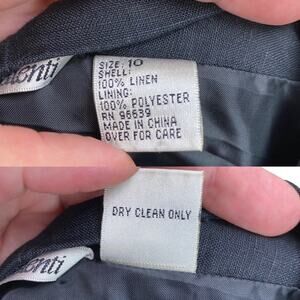 SIZE: 10
SHELL:
100% LINEN
LINING:
100% POLYESTER
RN 96639
MADE IN CHINA
OVER FOR CARE
DRY CLEAN ONLY